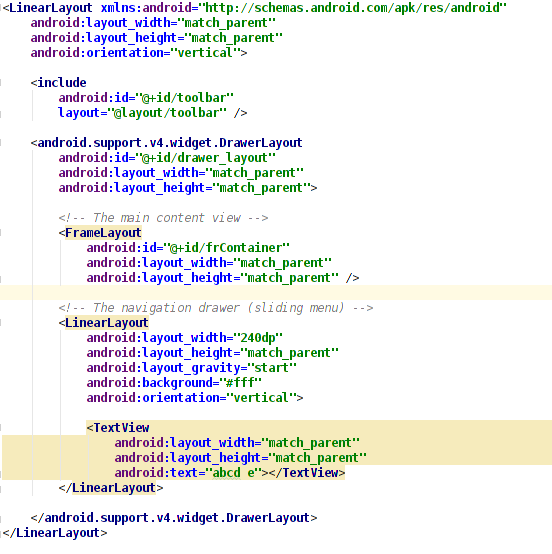 <LinearLayout xmlns:android="http://schemas.android.com/apk/res/android"
    android:layout_width="match_parent"
    android:layout_height="match_parent"
    android:orientation="vertical">

    <include
        android:id="@+id/toolbar"
        layout="@layout/toolbar" />

    <android.support.v4.widget.DrawerLayout
        android:id="@+id/drawer_layout"
        android:layout_width="match_parent"
        android:layout_height="match_parent">

        <!-- The main content view -->
        <FrameLayout
            android:id="@+id/frContainer"
            android:layout_width="match_parent"
            android:layout_height="match_parent" />

        <!-- The navigation drawer (sliding menu) -->
        <LinearLayout
            android:layout_width="240dp"
            android:layout_height="match_parent"
            android:layout_gravity="start"
            android:background="#fff"
            android:orientation="vertical">

            <TextView
                android:layout_width="match_parent"
                android:layout_height="match_parent"
                android:text="abcd e"></TextView>
        </LinearLayout>

    </android.support.v4.widget.DrawerLayout>
</LinearLayout>